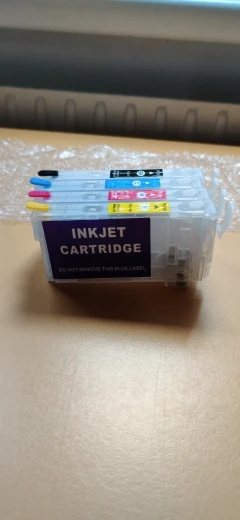 INKJET
CARTRIDGE
DO NOT REMOVE THIS BLUE LABEL